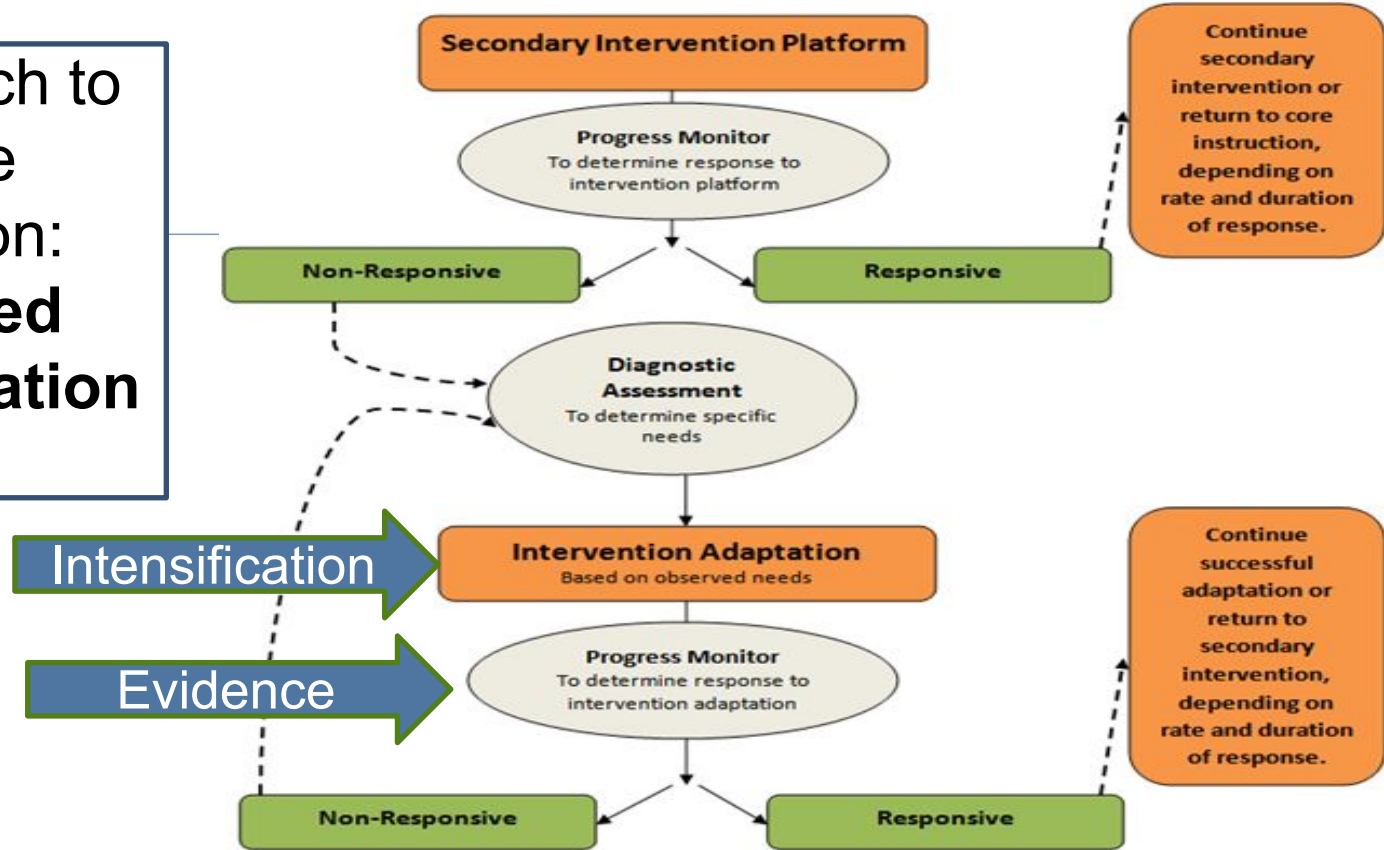 ch to
e
on:
ed
ation
Secondary Intervention Platform
Progress Monitor
To determine response to
intervention platform
Continue
secondary
intervention or
return to core
instruction,
depending on
rate and duration
of response.
Non-Responsive
Responsive
Diagnostic
Assessment
To determine specific
needs
Intensification
Intervention Adaptation
Based on observed needs
Evidence
Progress Monitor
To determine response to
intervention adaptation
Continue
successful
adaptation or
return to
secondary
intervention,
depending on
rate and duration
of response.
Non-Responsive
Responsive